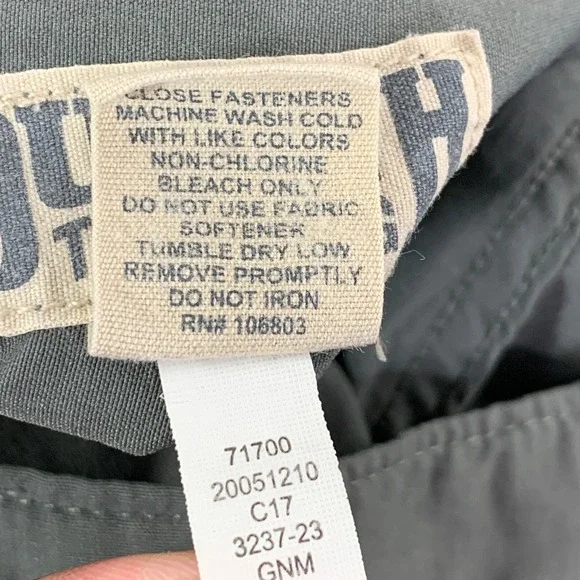 CLOSE FASTENERS
MACHINE WASH COLD
WITH LIKE COLORS
NON-CHLORINE
BLEACH ONLY
DO NOT USE FABRIC
SOFTENER
TUMBLE DRY LOW
REMOVE PROMPTLY
DO NOT IRON
RN# 106803
71700
20051210
C17
3237-23
GNM